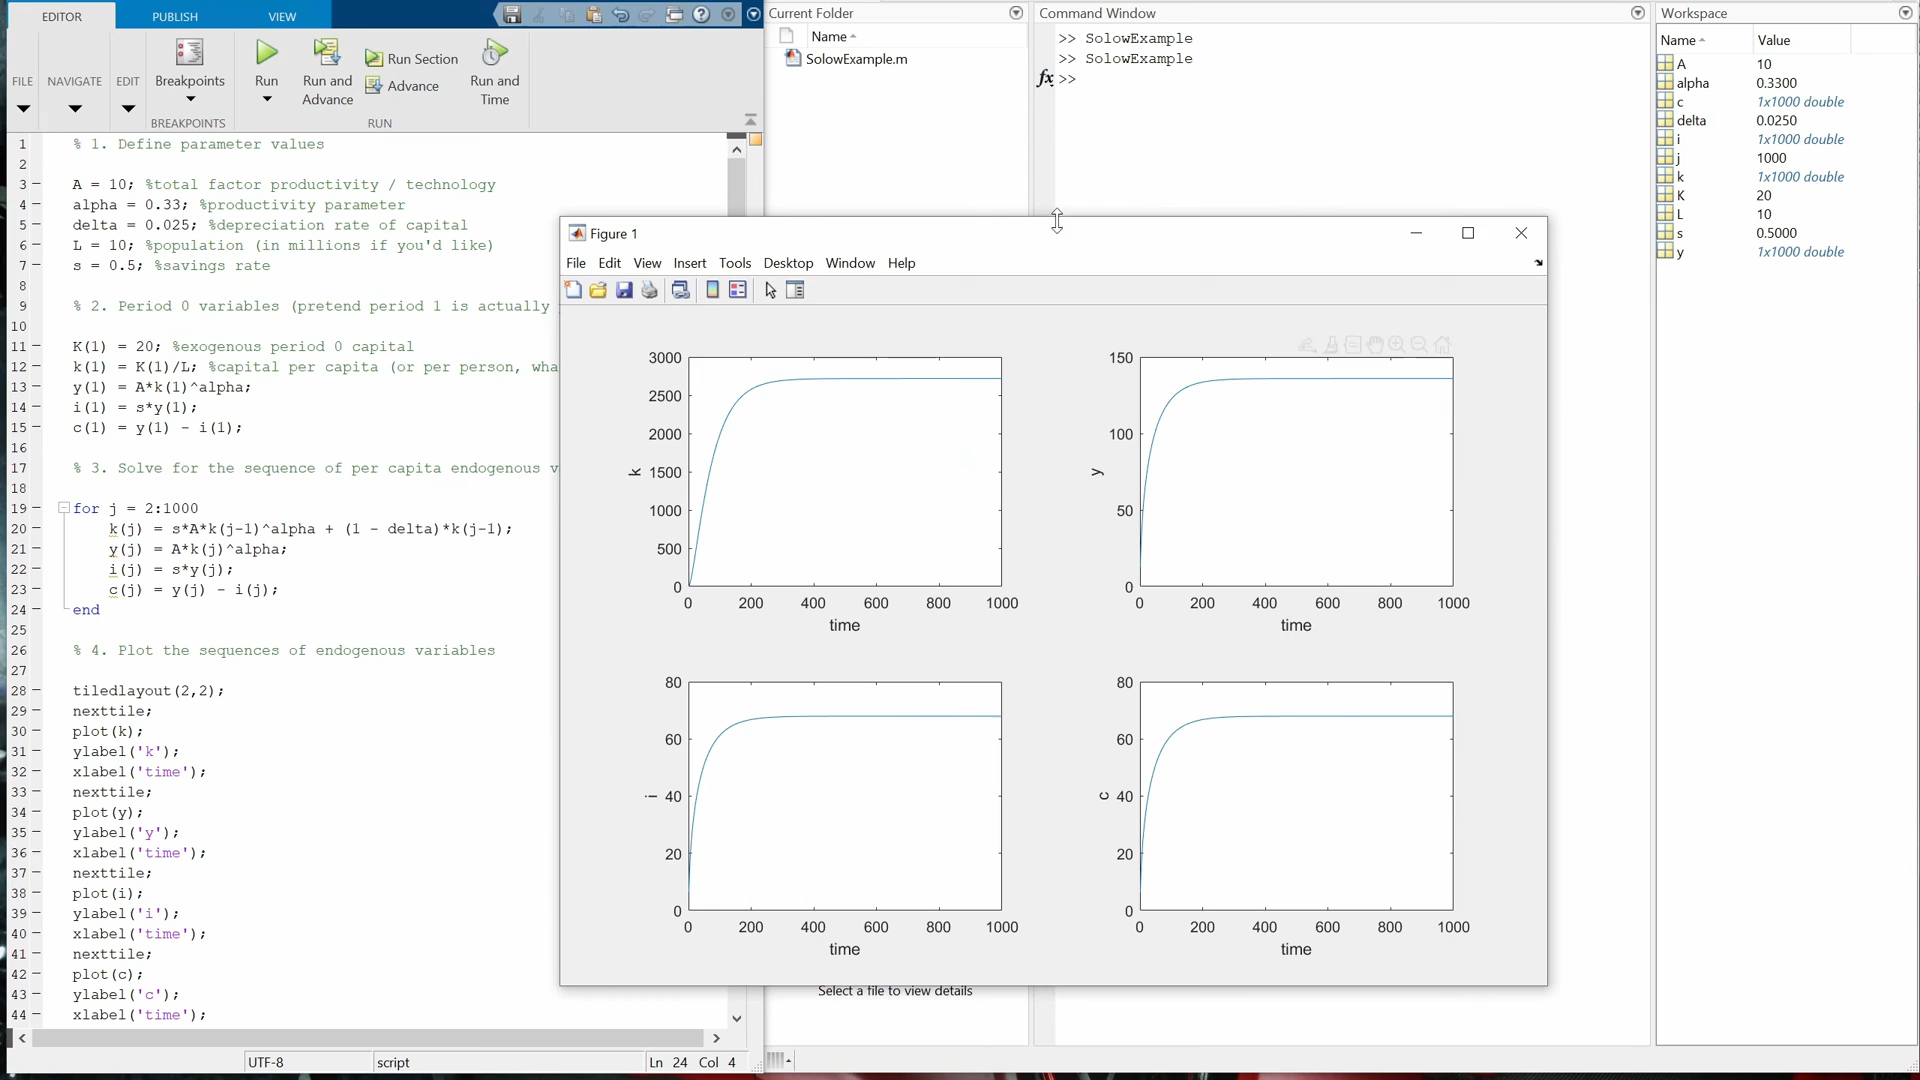 EDITOR PUBLISH VIEW
FILE NAVIGATE EDIT
Breakpoints
BREAKPOINTS
Run
Run and
Advance
Run Section
Advance
Run and
Time
RUN
1 % 1. Define parameter values
2
3 − A = 10; %total factor productivity / technology
4 − alpha = 0.33; %productivity parameter
5 − delta = 0.025; %depreciation rate of capital
6 − L = 10; %population (in millions if you'd like)
7 − s = 0.5; %savings rate
8
9 % 2. Period 0 variables (pretend period 1 is actually
10
11 − K(1) = 20; %exogenous period 0 capital
12 − k(1) = K(1)/L; %capital per capita (or per person, wha
13 − y(1) = A*k(1)^alpha;
14 − i(1) = s*y(1);
15 − c(1) = y(1) - i(1);
16
17 % 3. Solve for the sequence of per capita endogenous v
18
19 − for j = 2:1000
20 − k(j) = s*A*k(j-1)^alpha + (1 - delta)*k(j-1);
21 − y(j) = A*k(j)^alpha;
22 − i(j) = s*y(j);
23 − c(j) = y(j) - i(j);
24 − end
25
26 % 4. Plot the sequences of endogenous variables
27
28 − tiledlayout(2,2);
29 − nexttile;
30 − plot(k);
31 − ylabel('k');
32 − xlabel('time');
33 − nexttile;
34 − plot(y);
35 − ylabel('y');
36 − xlabel('time');
37 − nexttile;
38 − plot(i);
39 − ylabel('i');
40 − xlabel('time');
41 − nexttile;
42 − plot(c);
43 − ylabel('c');
44 − xlabel('time');
UTF-8 script Ln 24 Col 4
Current Folder
Name
SolowExample.m
Select a file to view details
Command Window
>> SolowExample
>> SolowExample
fx >>
Workspace
Name Value
A 10
alpha 0.3300
c 1x1000 double
delta 0.0250
i 1x1000 double
j 1000
k 1x1000 double
K 20
L 10
s 0.5000
y 1x1000 double
Figure 1
File Edit View Insert Tools Desktop Window Help
3000
2500
2000
1500
1000
500
0
k
0 200 400 600 800 1000
time
150
100
50
0
y
0 200 400 600 800 1000
time
80
60
40
20
0
i
0 200 400 600 800 1000
time
80
60
40
20
0
c
0 200 400 600 800 1000
time